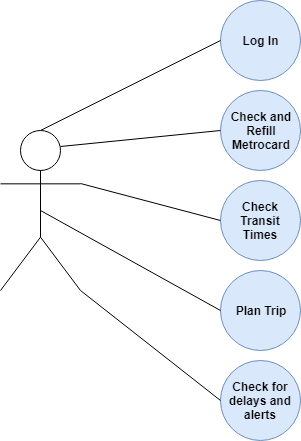 Log In
Check and
Refill
Metrocard
Check
Transit
Times
Plan Trip
Check for
delays and
alerts